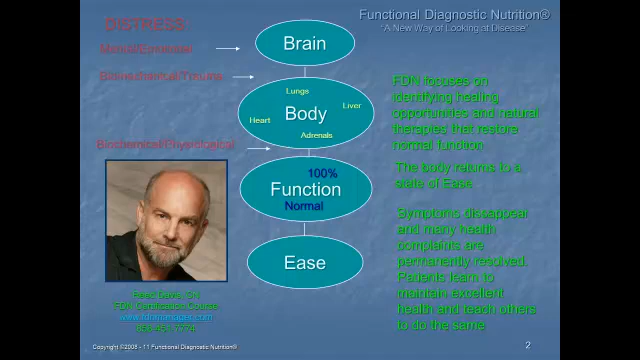 DISTRESS
Functional Diagnostic Nutrition®
"A New Way of Looking at Disease"
Mental/Emotional
Brain
Biomechanical/Trauma
Lungs
Liver
Body
Heart
Adrenals
Biochemical/Physiological
FDN focuses on
identifying healing
opportunities and natural
therapies that restore
normal function
100%
Function
Normal
The body returns to a
state of Ease
Symptoms disappear
and many health
complaints are
permanently resolved.
Patients learn to
maintain excellent
health and teach others
to do the same
Ease
Reed Davis, CN
FDN Certification Course
Copyright ©2008 - 11 Functional Diagnostic Nutrition®
2